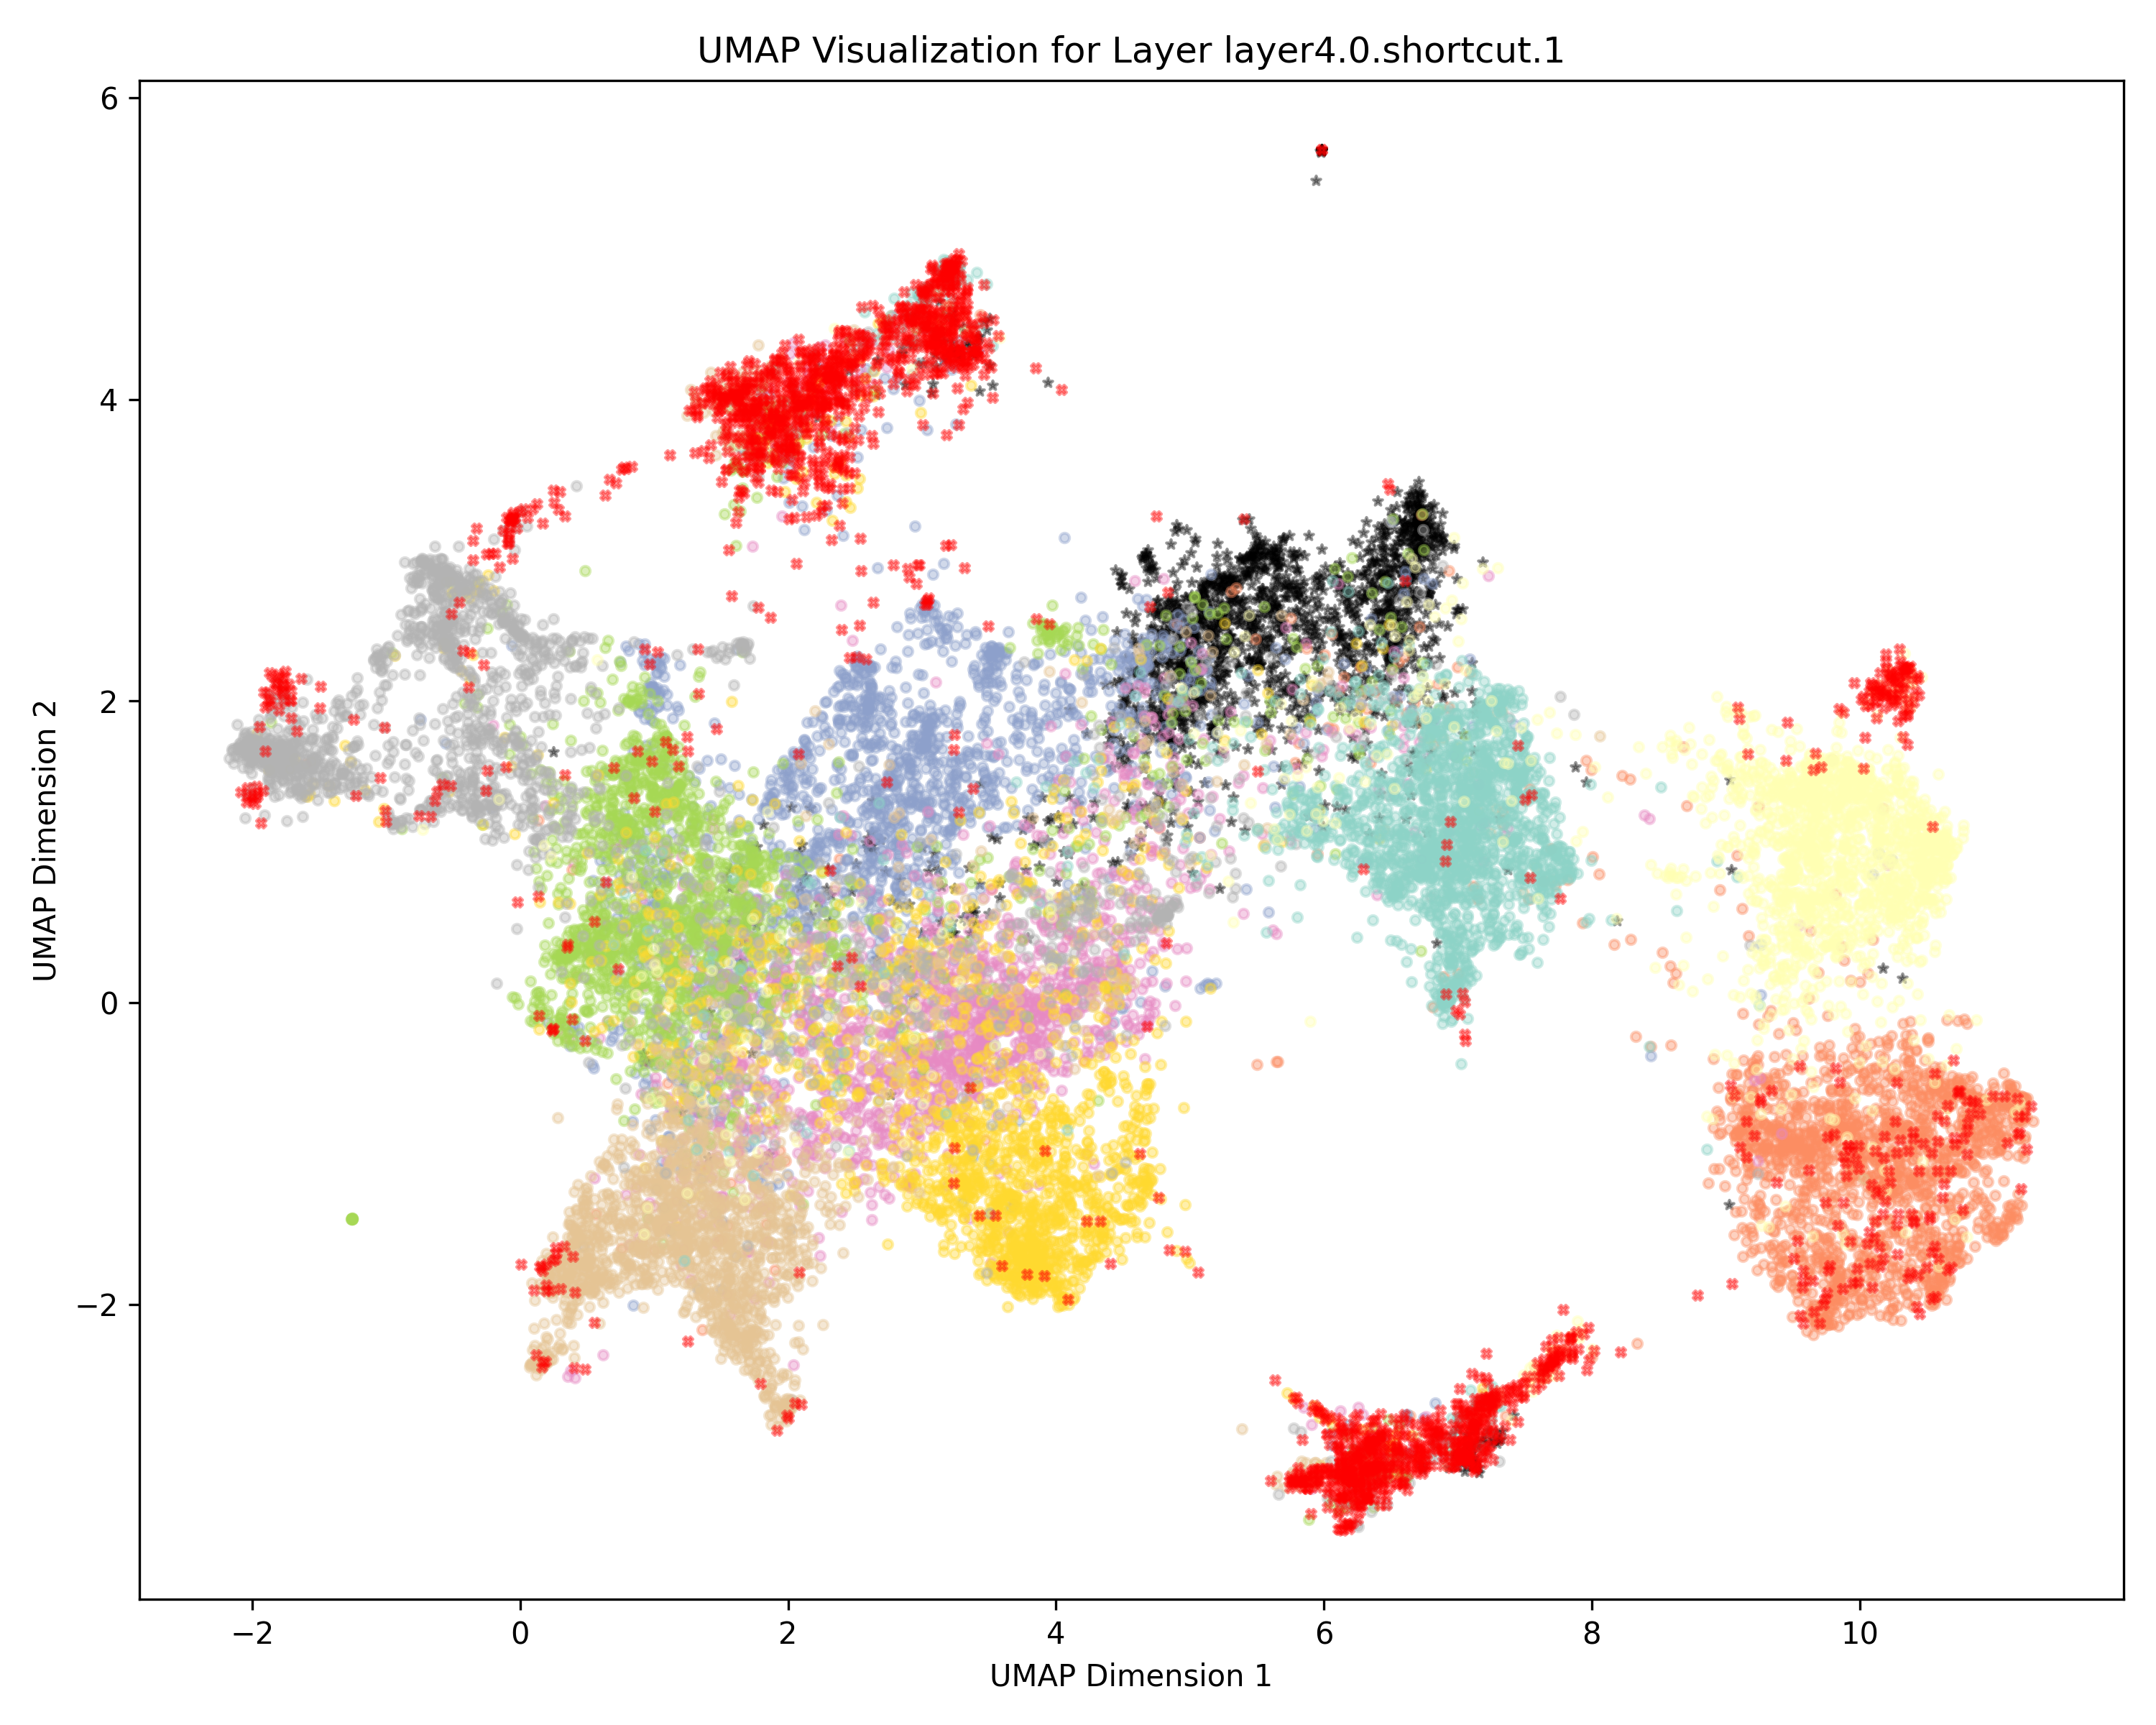 UMAP Visualization for Layer layer4.0.shortcut.1
6
4
2
0
−2
UMAP Dimension 2
−2 0 2 4 6 8 10
UMAP Dimension 1